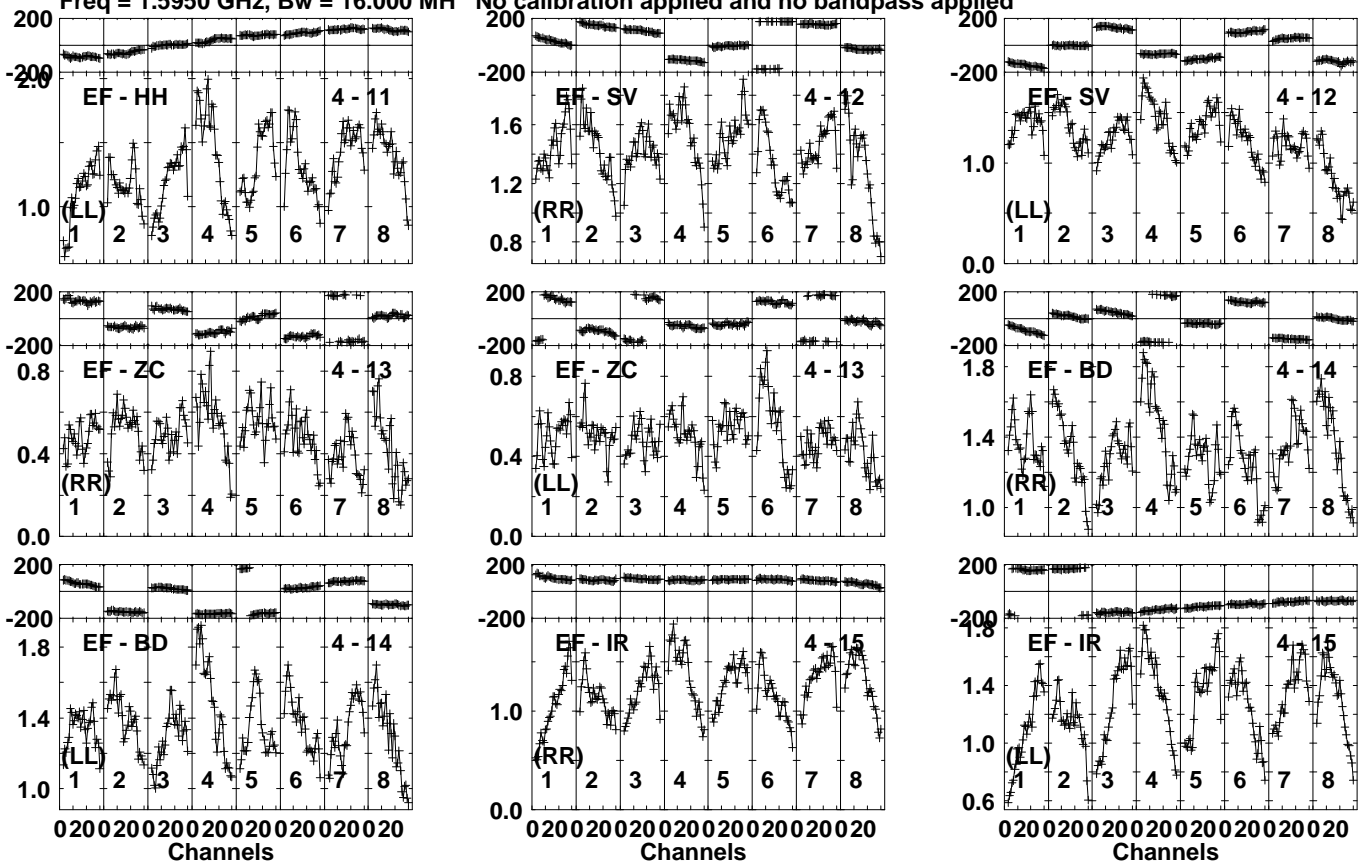 Freq = 1.5950 GHz, Bw = 16.000 MH No calibration applied and no bandpass applied
200 200 200
-200 -200 -200
2.0
EF - HH 4 - 11 EF - SV 4 - 12 EF - SV 4 - 12
1.6
1.0 1.2 1.0
(LL) (RR) (LL)
1 2 3 4 5 6 7 8 1 2 3 4 5 6 7 8 1 2 3 4 5 6 7 8
0.8
0.0
200 200 200
-200 -200 -200
EF - ZC 4 - 13 EF - ZC 4 - 13 EF - BD 4 - 14
0.8 0.8 1.8
0.4 0.4 1.4
(RR) (LL) (RR)
1 2 3 4 5 6 7 8 1 2 3 4 5 6 7 8 1 2 3 4 5 6 7 8
1.0
0.0 0.0
200 200 200
-200 -200 -200
EF - BD 4 - 14 EF - IR 4 - 15 EF - IR 4 - 15
1.8 1.8
1.4 1.0 1.4
(LL) (RR) (LL)
1 2 3 4 5 6 7 8 1 2 3 4 5 6 7 8 1 2 3 4 5 6 7 8
1.0 1.0
0.0 0.6
0 20 0 20 0 20 0 20 0 20 0 20 0 20 0 20 0 20 0 20 0 20 0 20 0 20 0 20 0 20 0 20 0 20 0 20 0 20 0 20 0 20 0 20 0 20 0 20
Channels Channels Channels